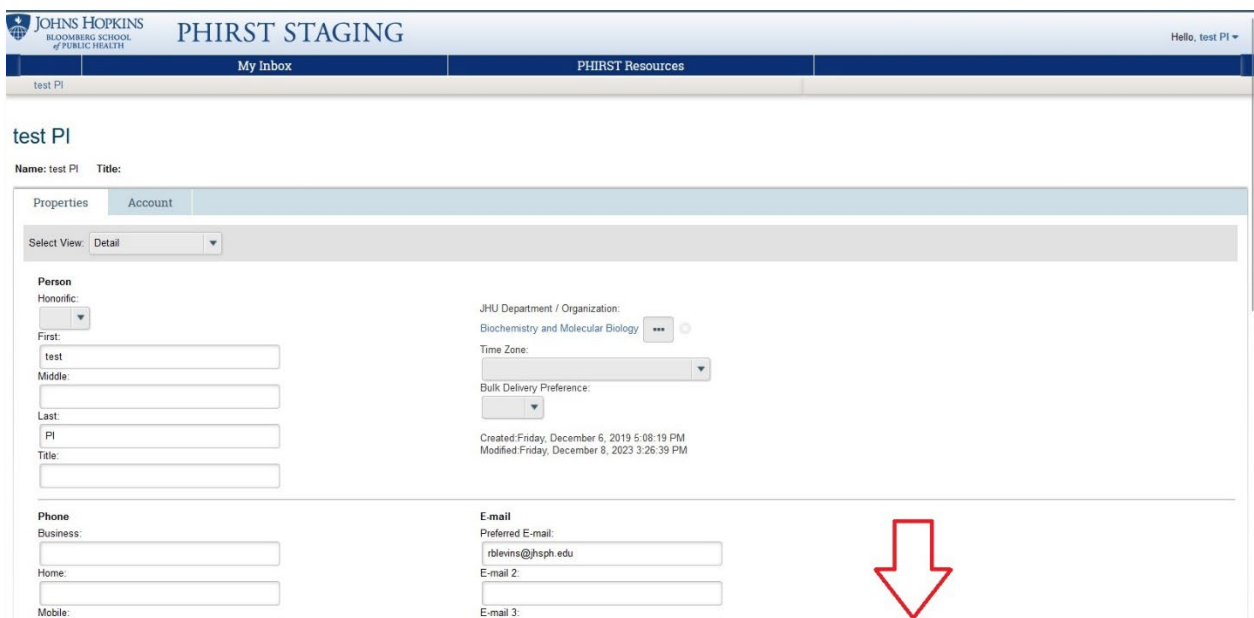 JOHNS HOPKINS
BLOOMBERG SCHOOL
of PUBLIC HEALTH
PHIRST STAGING
Hello, test PI
My Inbox
PHIRST Resources
test PI
test PI
Name: test PI Title:
Properties
Account
Select View: Detail
Person
Honorific:
First:
test
Middle:
Last:
PI
Title:
JHU Department / Organization:
Biochemistry and Molecular Biology
Time Zone:
Bulk Delivery Preference:
Created:Friday, December 6, 2019 5:08:19 PM
Modified:Friday, December 8, 2023 3:26:39 PM
Phone
Business:
Home:
Mobile:
E-mail
Preferred E-mail:
rblevins@jhsph.edu
E-mail 2:
E-mail 3: